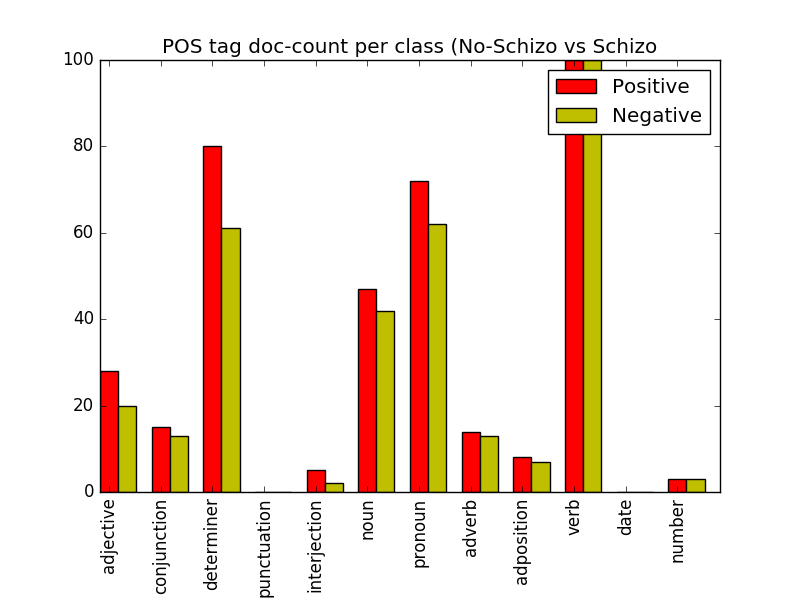 POS tag doc-count per class (No-Schizo vs Schizo
100
80
60
40
20
0
Positive
Negative
adjective
conjunction
determiner
punctuation
interjection
noun
pronoun
adverb
adposition
verb
date
number